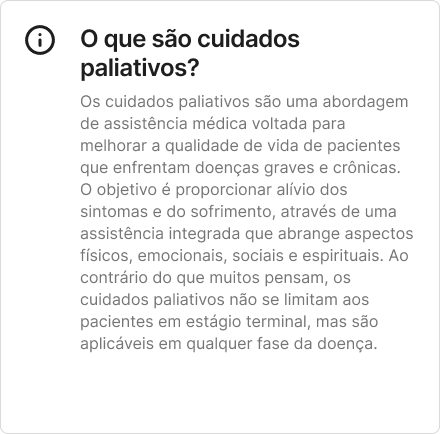 O que são cuidados
paliativos?
Os cuidados paliativos são uma abordagem
de assistência médica voltada para
melhorar a qualidade de vida de pacientes
que enfrentam doenças graves e crônicas.
O objetivo é proporcionar alívio dos
sintomas e do sofrimento, através de uma
assistência integrada que abrange aspectos
físicos, emocionais, sociais e espirituais. Ao
contrário do que muitos pensam, os
cuidados paliativos não se limitam aos
pacientes em estágio terminal, mas são
aplicáveis em qualquer fase da doença.